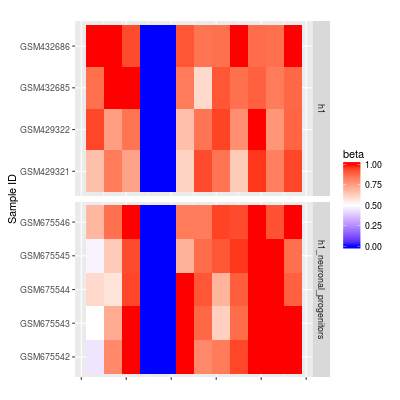 GSM432686
GSM432685
GSM429322
GSM429321
h1
GSM675546
GSM675545
GSM675544
GSM675543
GSM675542
h1_neuronal_progenitors
Sample ID
beta
1.00
0.75
0.50
0.25
0.00